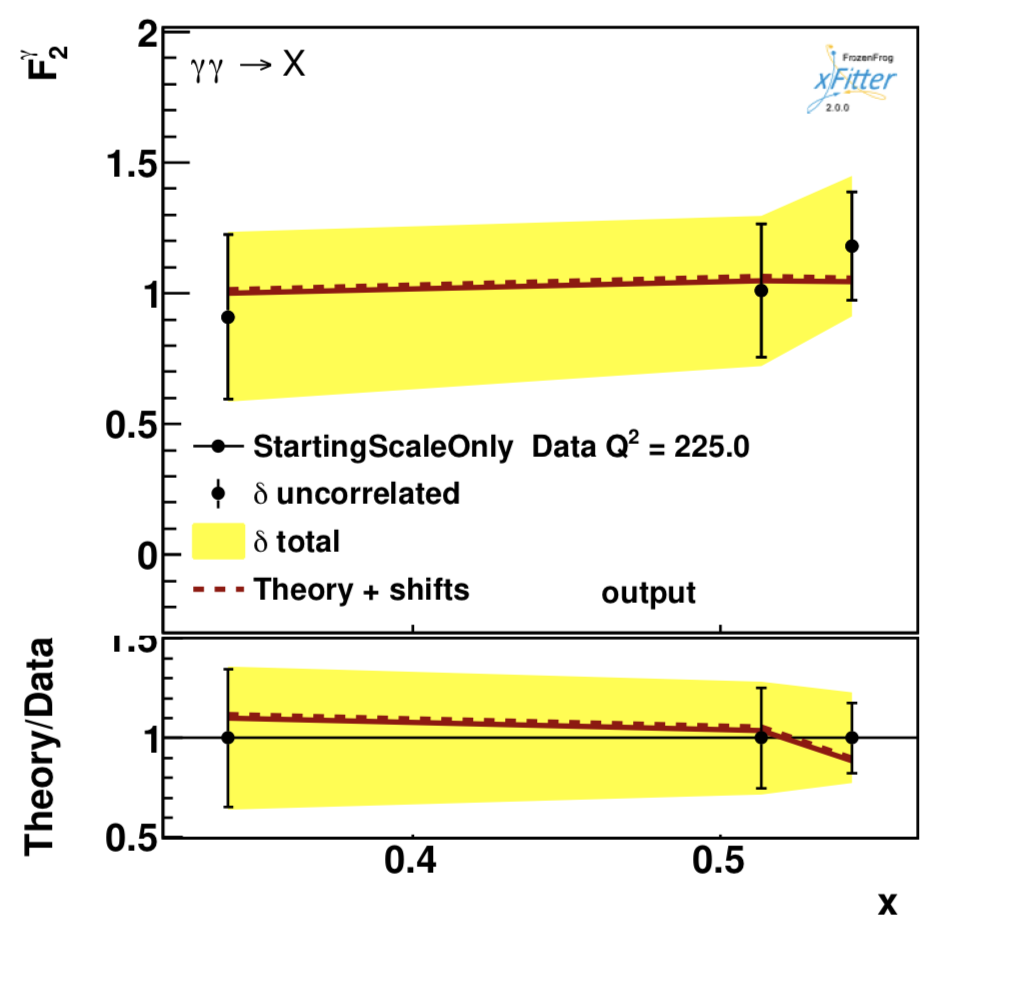 F₂^γ
2
γγ → X
FrozenFrog
xFitter
2.0.0
1.5
1
0.5
StartingScaleOnly Data Q² = 225.0
δ uncorrelated
0
δ total
Theory + shifts output
Theory/Data
1.5
1
0.5
0.4 0.5
x